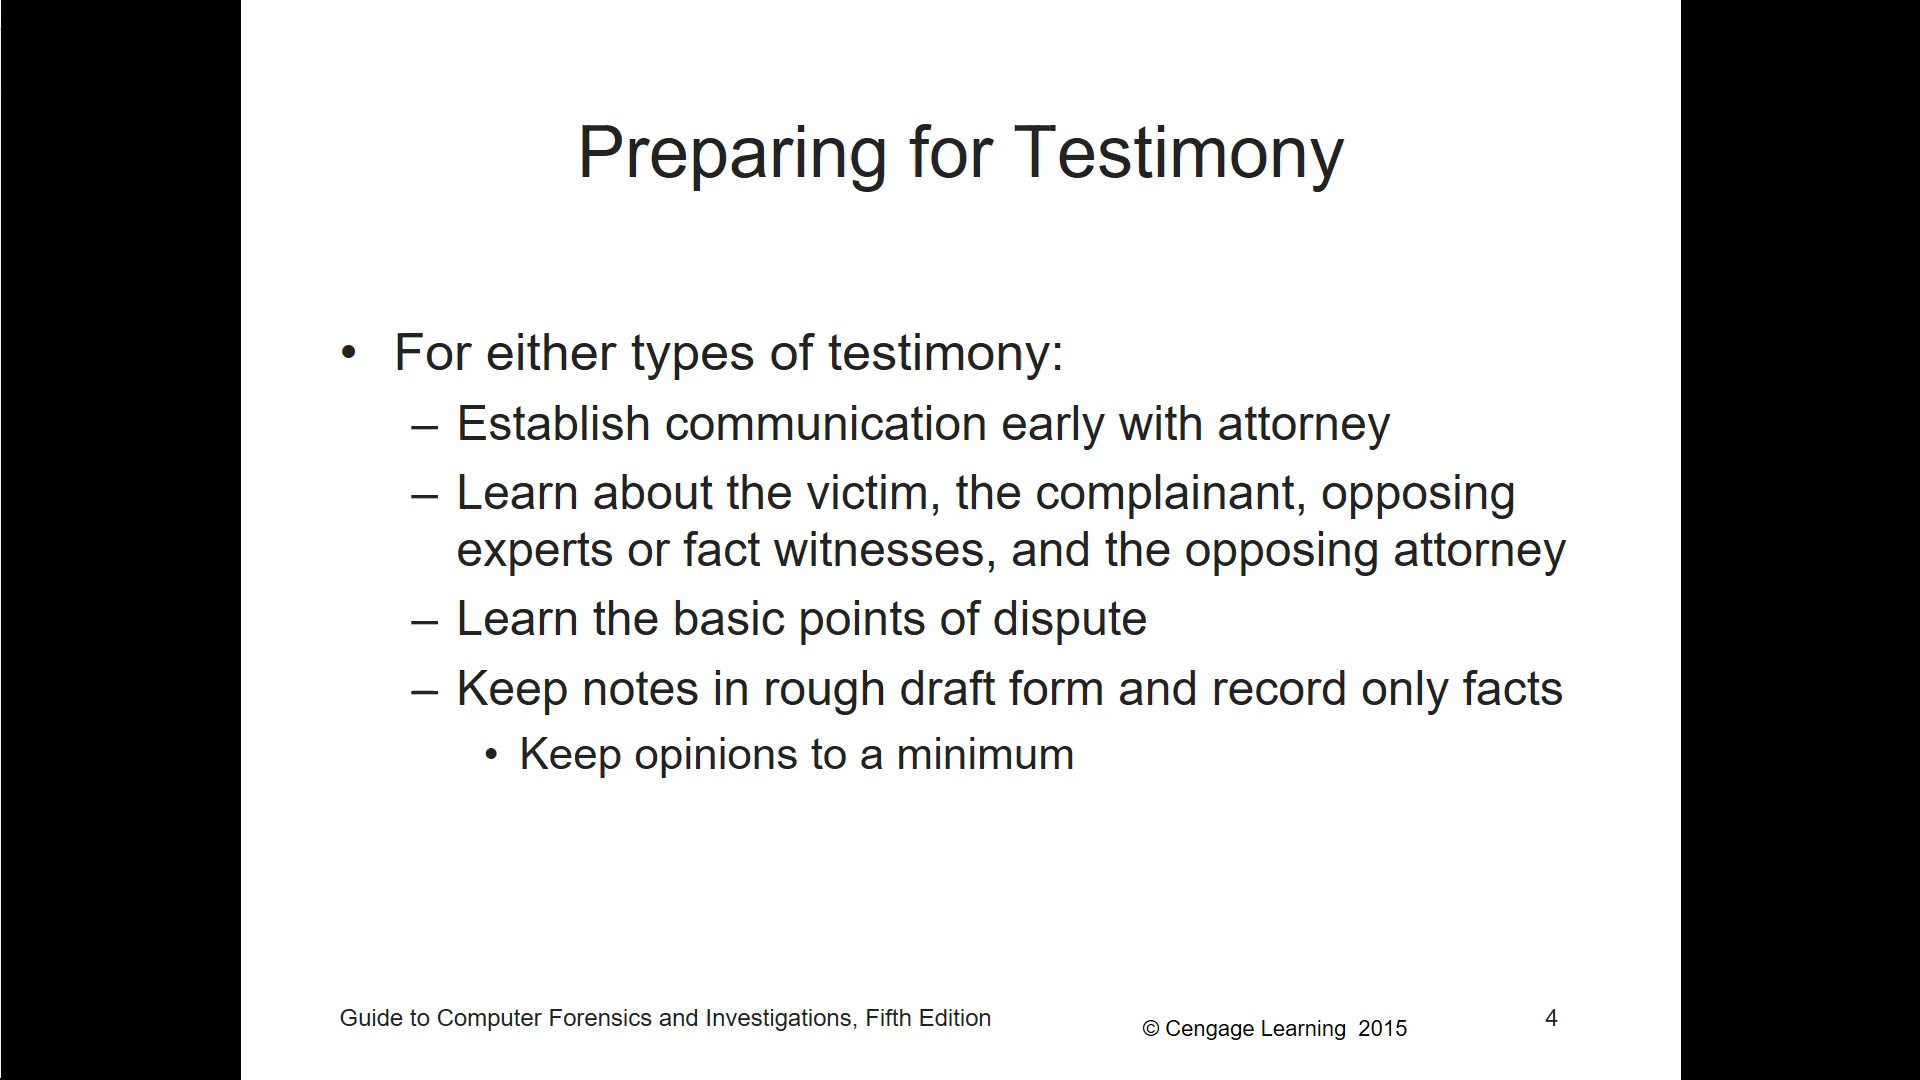 Preparing for Testimony
• For either types of testimony:
– Establish communication early with attorney
– Learn about the victim, the complainant, opposing
experts or fact witnesses, and the opposing attorney
– Learn the basic points of dispute
– Keep notes in rough draft form and record only facts
• Keep opinions to a minimum
Guide to Computer Forensics and Investigations, Fifth Edition
© Cengage Learning 2015
4